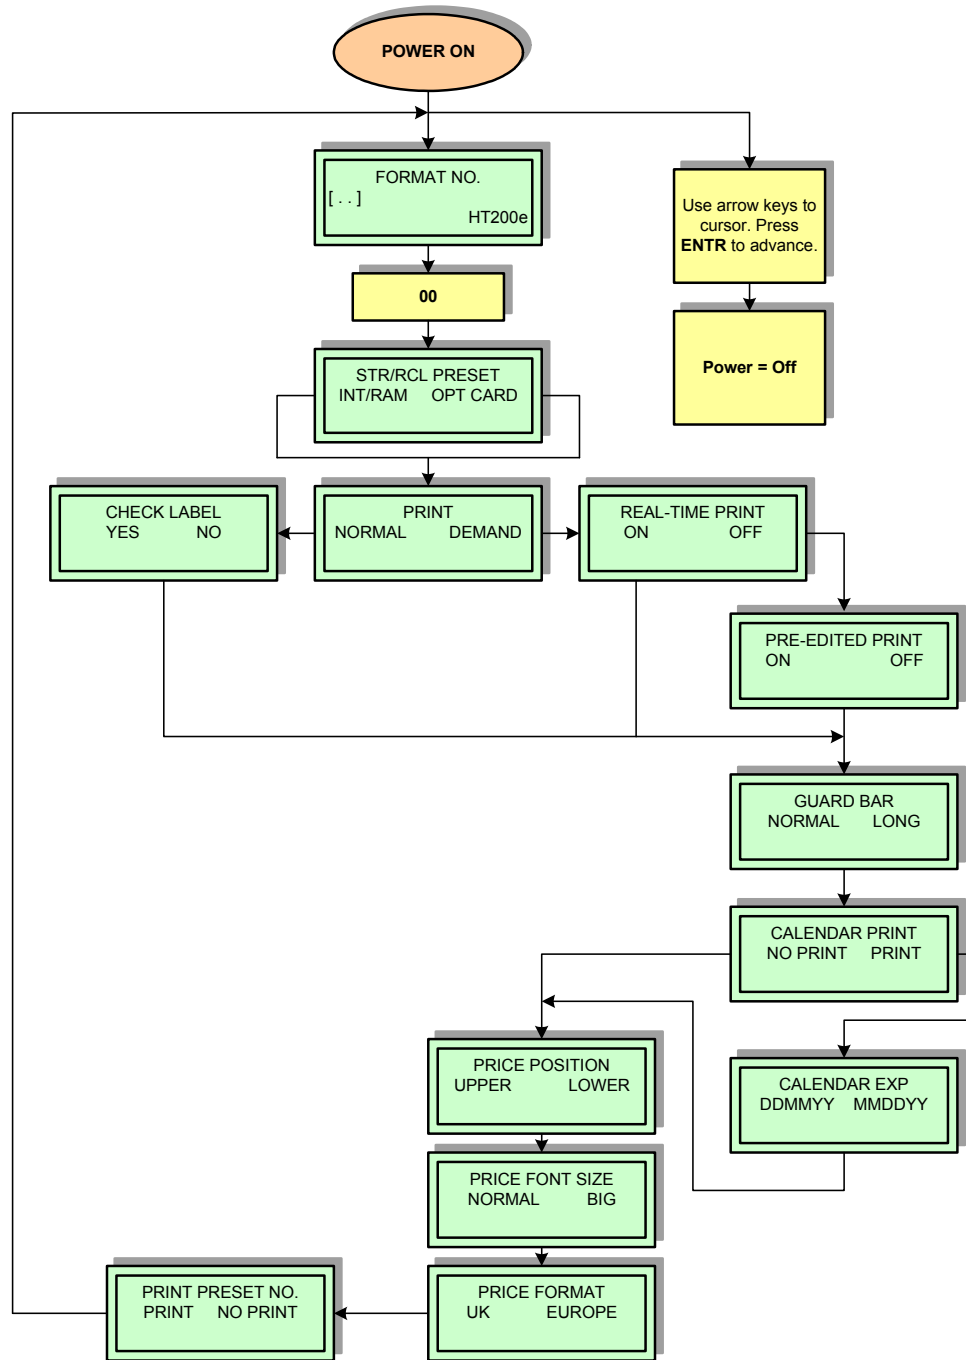 POWER ON
FORMAT NO.
[ . . ]
HT200e
Use arrow keys to
cursor. Press
ENTR to advance.
00
Power = Off
STR/RCL PRESET
INT/RAM OPT CARD
CHECK LABEL
YES NO
PRINT
NORMAL DEMAND
REAL-TIME PRINT
ON OFF
PRE-EDITED PRINT
ON OFF
GUARD BAR
NORMAL LONG
CALENDAR PRINT
NO PRINT PRINT
PRICE POSITION
UPPER LOWER
CALENDAR EXP
DDMMYY MMDDYY
PRICE FONT SIZE
NORMAL BIG
PRINT PRESET NO.
PRINT NO PRINT
PRICE FORMAT
UK EUROPE